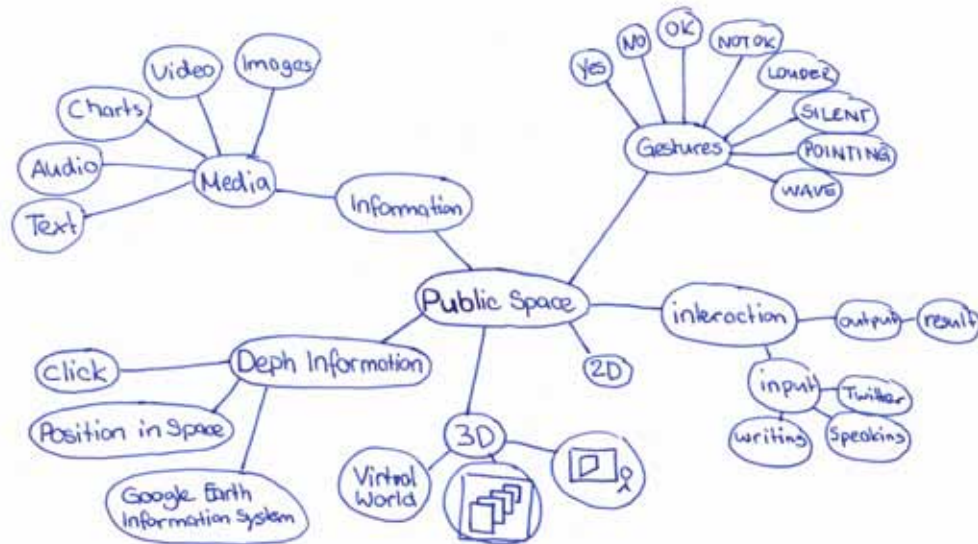 Images
Video
Charts
Audio
Text
Media
Information
Yes
NO
OK
NOT OK
LOUDER
SILENT
POINTING
WAVE
Gestures
Public Space
interaction
output
result
input
Twitter
Speaking
writing
2D
3D
Virtual
World
Deph Information
Click
Position in Space
Google Earth
Information System